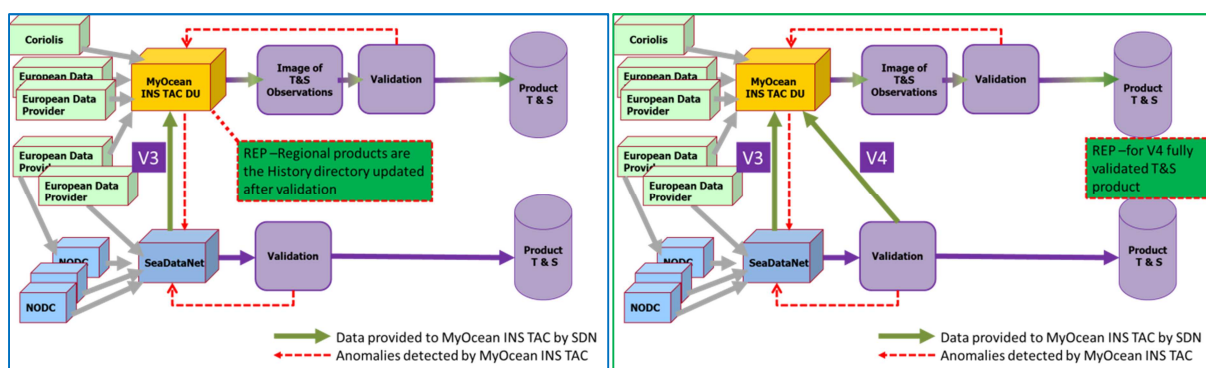 Coriolis
European Data
European Data
Provider
MyOcean
INS TAC DU
Image of
T&S
Observations
Validation
Product
T & S
European Data
Provider
European Data
Provider
V3
REP –Regional products are
the History directory updated
after validation
NODC
NODC
SeaDataNet
Validation
Product
T & S
Data provided to MyOcean INS TAC by SDN
Anomalies detected by MyOcean INS TAC
Coriolis
European Data
European Data
Provider
MyOcean
INS TAC DU
Image of
T&S
Observations
Validation
Product
T & S
European Data
Provider
European Data
Provider
V3
V4
REP –for V4 fully
validated T&S
product
NODC
NODC
SeaDataNet
Validation
Product
T & S
Data provided to MyOcean INS TAC by SDN
Anomalies detected by MyOcean INS TAC